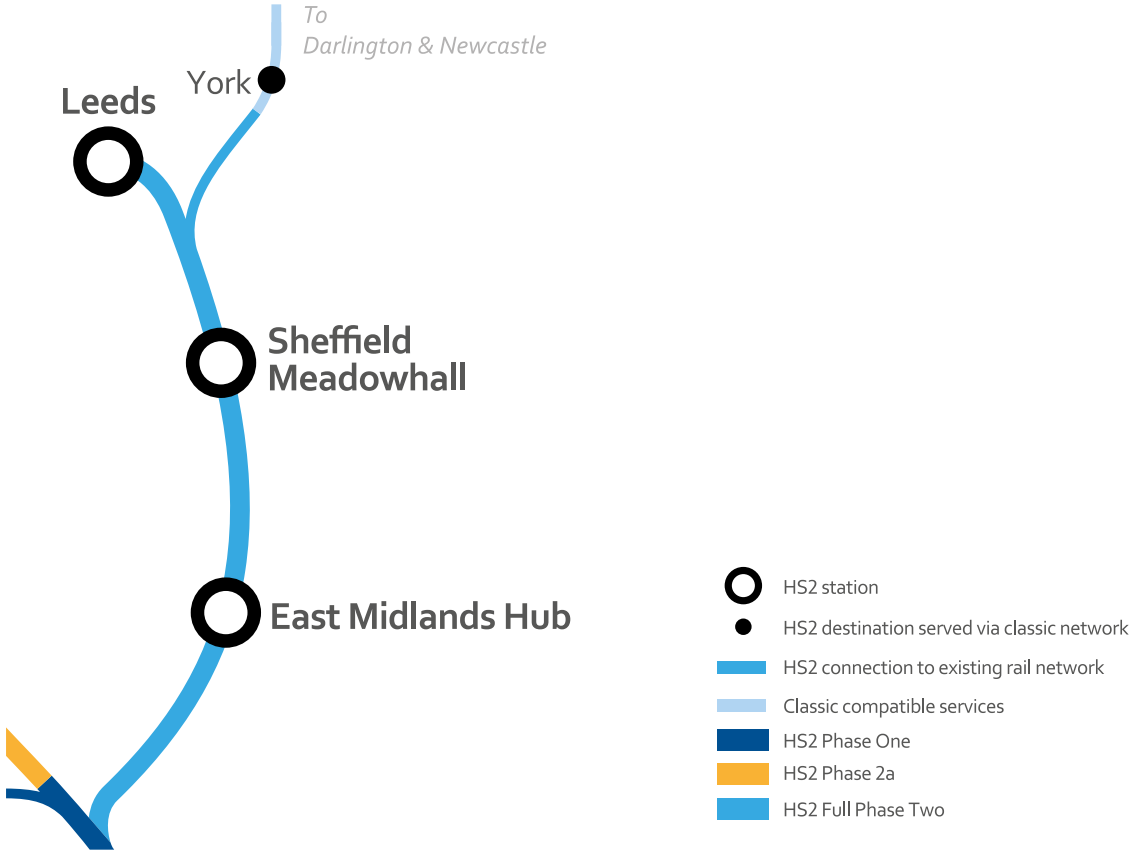 To
Darlington & Newcastle
York
Leeds
Sheffield
Meadowhall
East Midlands Hub
HS2 station
HS2 destination served via classic network
HS2 connection to existing rail network
Classic compatible services
HS2 Phase One
HS2 Phase 2a
HS2 Full Phase Two